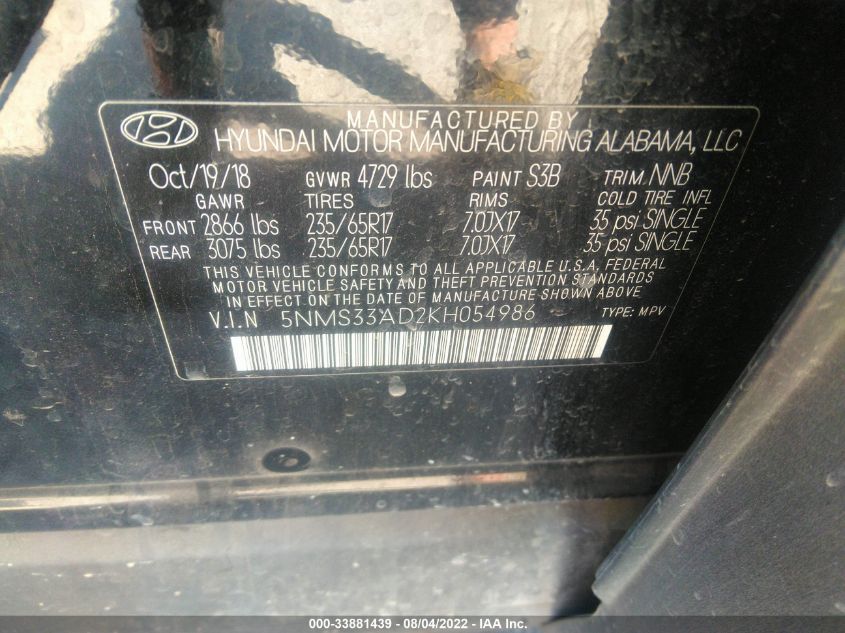 MANUFACTURED BY
HYUNDAI MOTOR MANUFACTURING ALABAMA, LLC
Oct/19/18 GVWR 4729 lbs PAINT S3B TRIM. NNB
GAWR TIRES RIMS COLD TIRE INFL
FRONT 2866 lbs 235/65R17 7.0JX17 35 psi SINGLE
REAR 3075 lbs 235/65R17 7.0JX17 35 psi SINGLE
THIS VEHICLE CONFORMS TO ALL APPLICABLE U.S.A. FEDERAL
MOTOR VEHICLE SAFETY AND THEFT PREVENTION STANDARDS
IN EFFECT ON THE DATE OF MANUFACTURE SHOWN ABOVE.
V.I.N 5NMS33AD2KH054986 TYPE: MPV
000-33881439 - 08/04/2022 - IAA Inc.